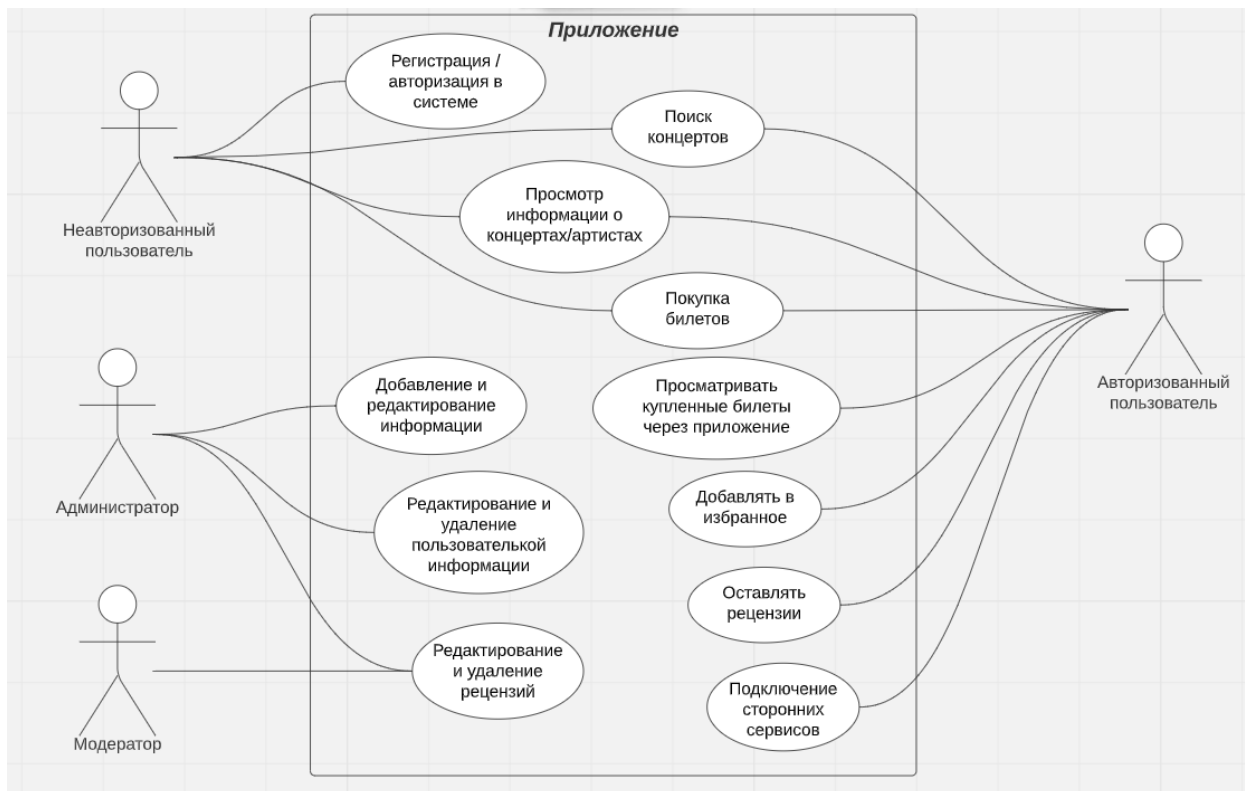 Приложение
Регистрация /
авторизация в
системе
Поиск
концертов
Просмотр
информации о
концертах/артистах
Неавторизованный
пользователь
Покупка
билетов
Авторизованный
пользователь
Добавление и
редактирование
информации
Просматривать
купленные билеты
через приложение
Администратор
Редактирование и
удаление
пользователькой
информации
Добавлять в
избранное
Оставлять
рецензии
Редактирование
и удаление
рецензий
Подключение
сторонних
сервисов
Модератор